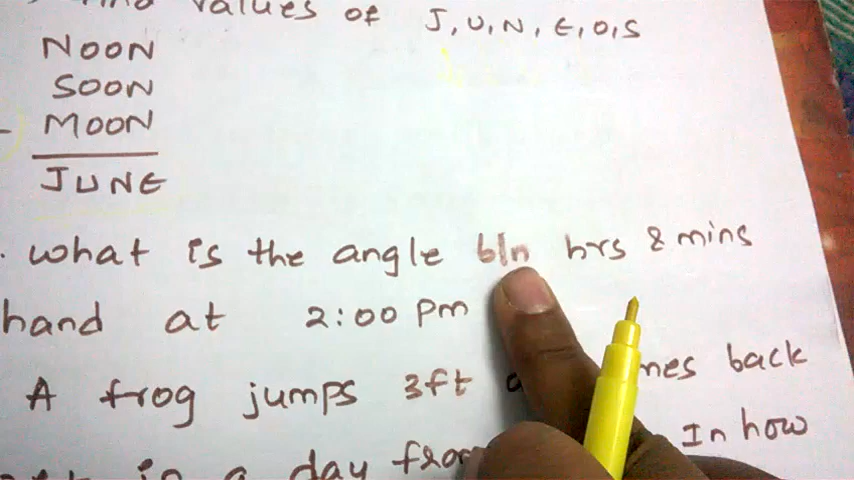 values of J, U, N, E, O, S
NOON
SOON
MOON
JUNE
what is the angle b/n hrs & mins
hand at 2:00 pm
A frog jumps 3ft back
in a day In how